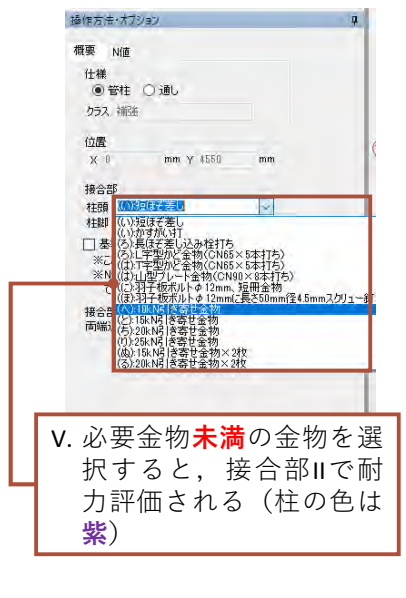 操作方法・オプション
概要 N値
仕様
管柱 通し
クラス 補強
位置
X 0 mm Y 4550 mm
接合部
柱頭 (い):短ほぞ差し
柱脚 (い):短ほぞ差し
(い):かすがい打
(ろ):長ほぞ差し込み栓打ち
(ろ):L字型かど金物(CN65×5本打ち)
(は):T字型かど金物(CN65×5本打ち)
(は):山型プレート金物(CN90×8本打ち)
(に):羽子板ボルトφ12mm、短冊金物
(ほ):羽子板ボルトφ12mmに長さ50mm径4.5mmスクリュー
(へ):10kN引き寄せ金物
(と):15kN引き寄せ金物
(ち):20kN引き寄せ金物
(り):25kN引き寄せ金物
(ぬ):15kN引き寄せ金物×2枚
(る):20kN引き寄せ金物×2枚
基
※こ
※N
接合部
両端
V. 必要金物未満の金物を選
択すると，接合部IIで耐
力評価される（柱の色は
紫）